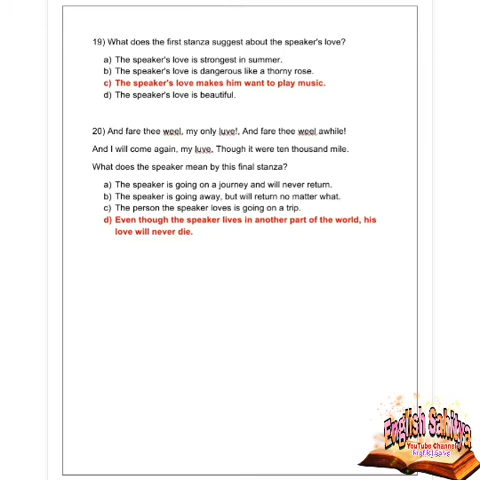 19) What does the first stanza suggest about the speaker's love?
a) The speaker's love is strongest in summer.
b) The speaker's love is dangerous like a thorny rose.
c) The speaker's love makes him want to play music.
d) The speaker's love is beautiful.
20) And fare thee weel, my only luve!, And fare thee weel awhile!
And I will come again, my luve, Though it were ten thousand mile.
What does the speaker mean by this final stanza?
a) The speaker is going on a journey and will never return.
b) The speaker is going away, but will return no matter what.
c) The person the speaker loves is going on a trip.
d) Even though the speaker lives in another part of the world, his
love will never die.
English Sahitya
YouTube Channel